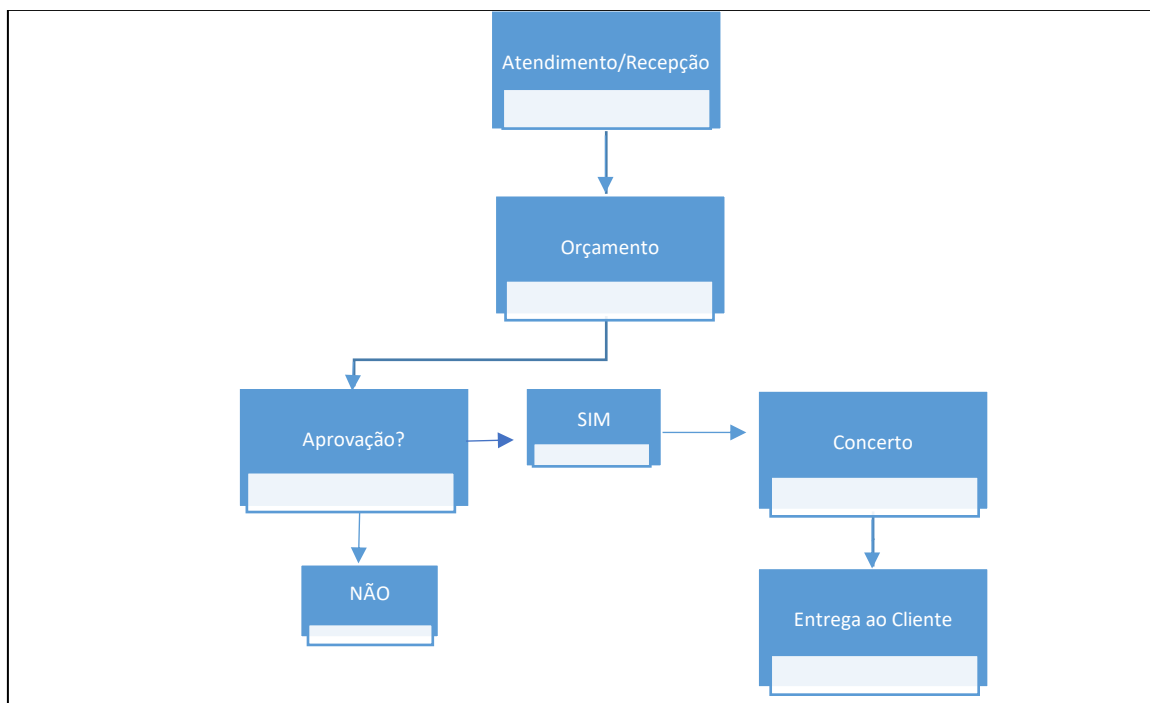 Atendimento/Recepção
Orçamento
Aprovação?
SIM
Concerto
NÃO
Entrega ao Cliente